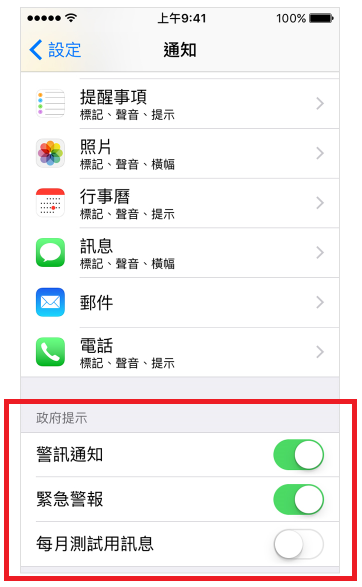 上午9:41
100%
設定
通知
提醒事項
標記、聲音、提示
照片
標記、聲音、橫幅
行事曆
標記、聲音、提示
訊息
標記、聲音、橫幅
郵件
電話
標記、聲音、提示
政府提示
警訊通知
緊急警報
每月測試用訊息